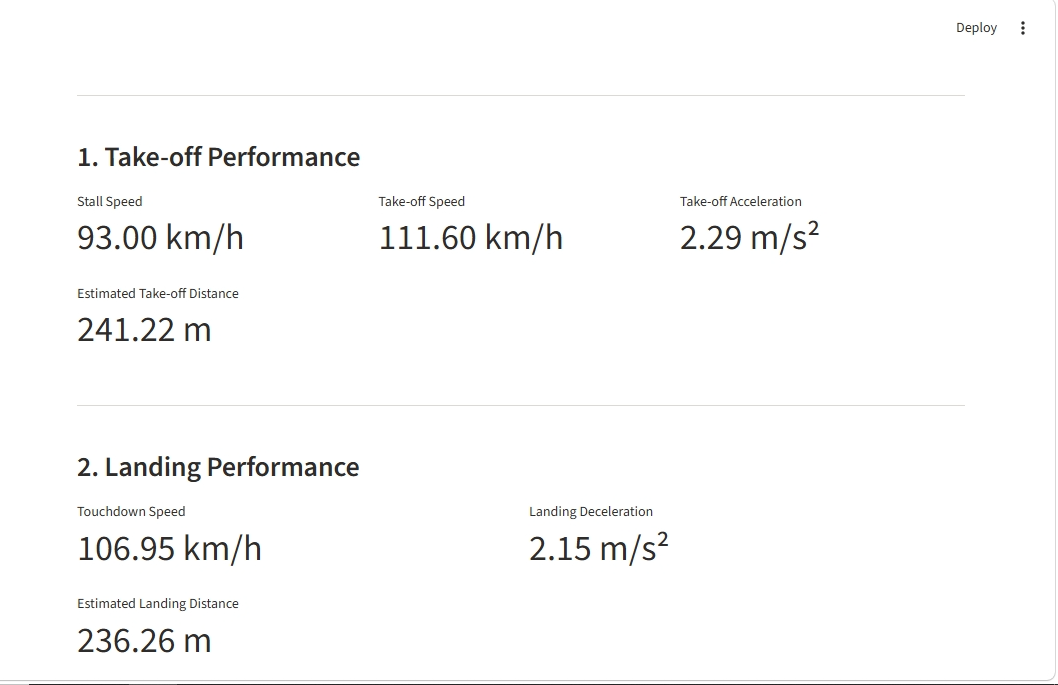 Deploy
1. Take-off Performance
Stall Speed Take-off Speed Take-off Acceleration
93.00 km/h 111.60 km/h 2.29 m/s²
Estimated Take-off Distance
241.22 m
2. Landing Performance
Touchdown Speed Landing Deceleration
106.95 km/h 2.15 m/s²
Estimated Landing Distance
236.26 m